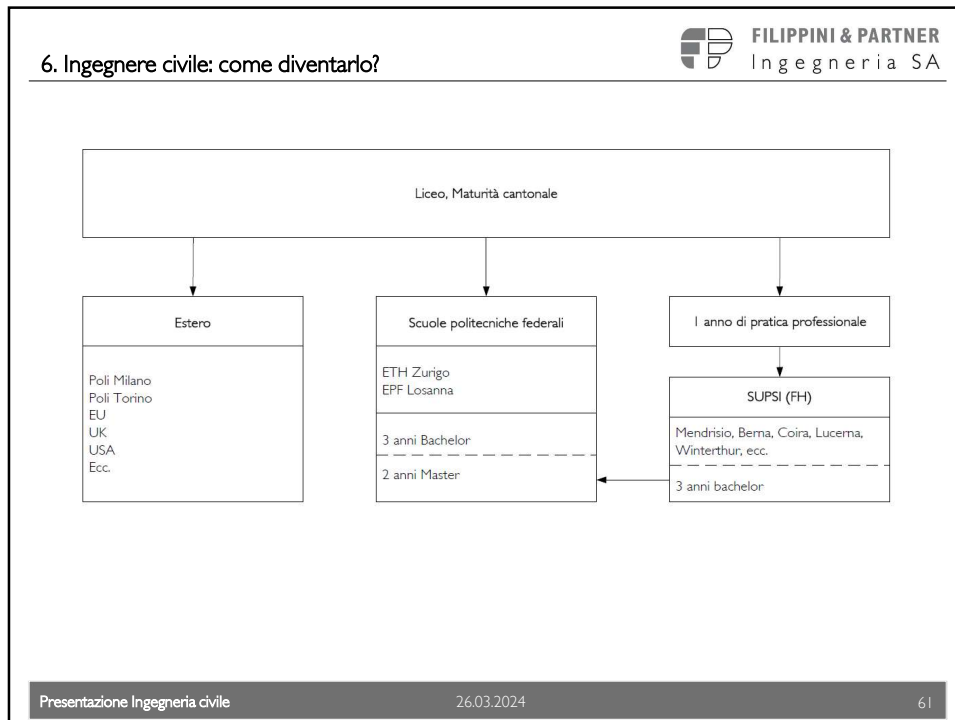 6. Ingegnere civile: come diventarlo?
FILIPPINI & PARTNER
Ingegneria SA
Liceo, Maturità cantonale
Estero
Poli Milano
Poli Torino
EU
UK
USA
Ecc.
Scuole politecniche federali
ETH Zurigo
EPF Losanna
3 anni Bachelor
2 anni Master
1 anno di pratica professionale
SUPSI (FH)
Mendrisio, Berna, Coira, Lucerna,
Winterthur, ecc.
3 anni bachelor
Presentazione Ingegneria civile
26.03.2024
61